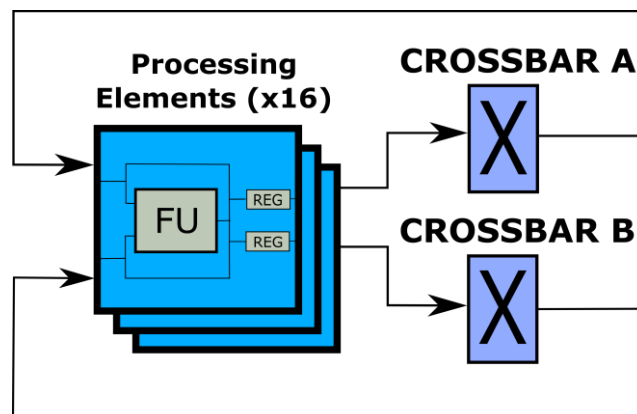 Processing
Elements (x16)
CROSSBAR A
FU
REG
REG
X
CROSSBAR B
X